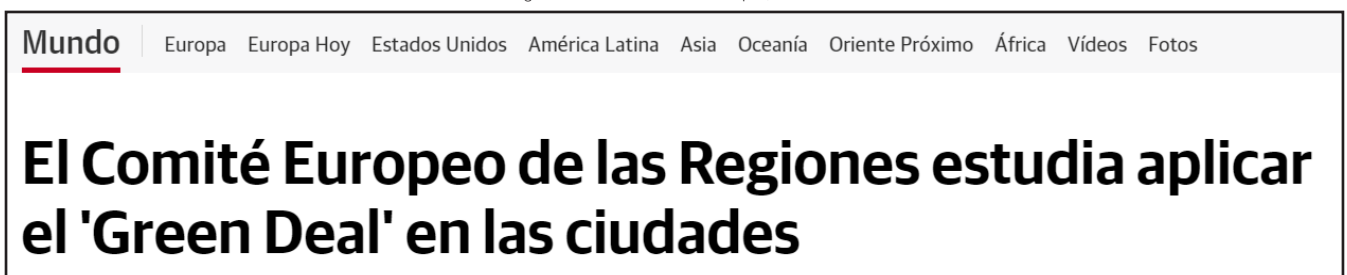 Mundo Europa Europa Hoy Estados Unidos América Latina Asia Oceanía Oriente Próximo África Vídeos Fotos
El Comité Europeo de las Regiones estudia aplicar
el 'Green Deal' en las ciudades